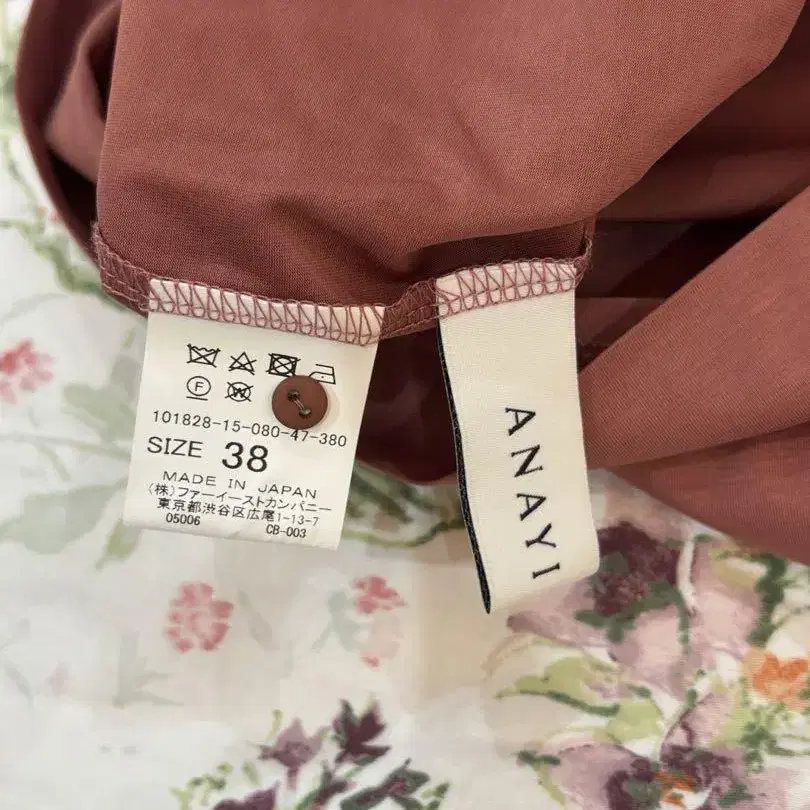 F
W
101828-15-080-47-380
SIZE 38
MADE IN JAPAN
(株)ファーイーストカンパニー
東京都渋谷区広尾1-13-7
05006 CB-003
ANAYI